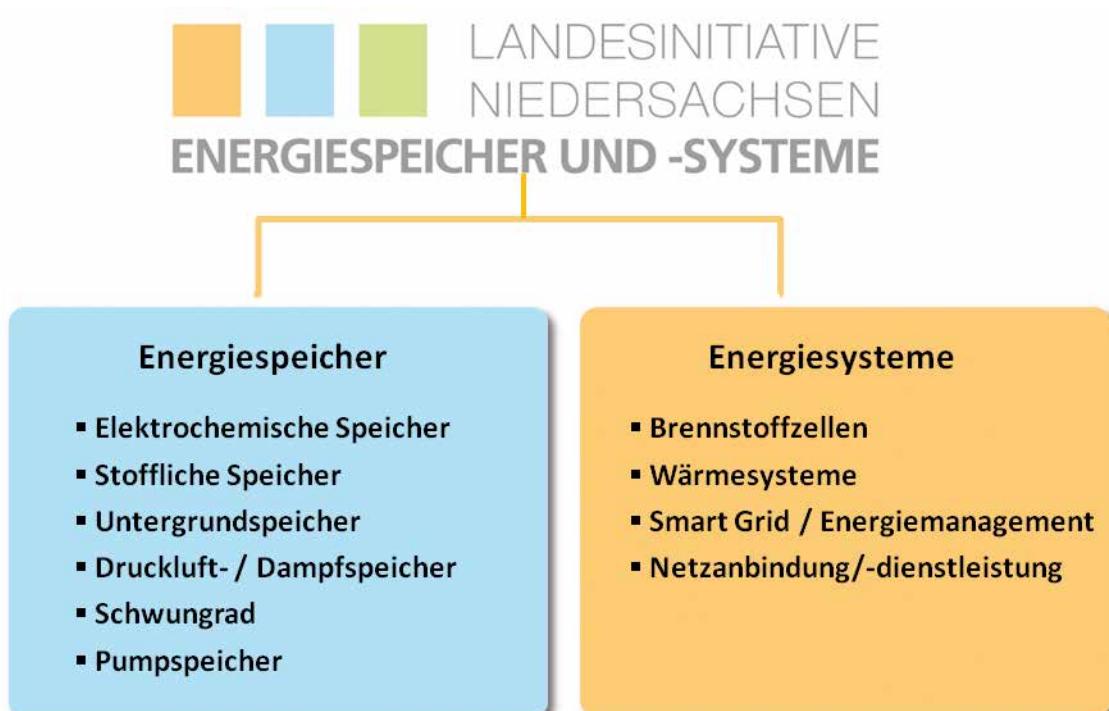 LANDESINITIATIVE
NIEDERSACHSEN
ENERGIESPEICHER UND -SYSTEME
Energiespeicher
▪ Elektrochemische Speicher
▪ Stoffliche Speicher
▪ Untergrundspeicher
▪ Druckluft- / Dampfspeicher
▪ Schwungrad
▪ Pumpspeicher
Energiesysteme
▪ Brennstoffzellen
▪ Wärmesysteme
▪ Smart Grid / Energiemanagement
▪ Netzanbindung/-dienstleistung